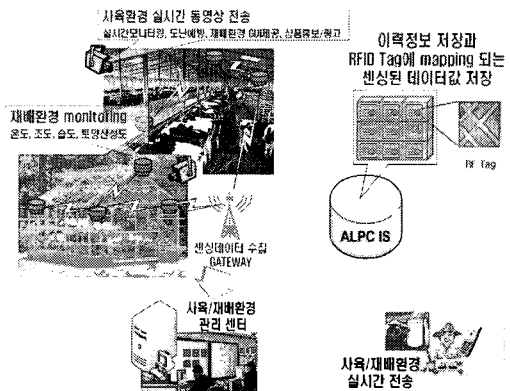 사육환경 실시간 동영상 전송
실시간모니터링, 도난예방, 재배환경 GUI제공, 상품홍보/광고
재배환경 monitoring
온도, 조도, 습도, 토양산성도
센싱데이터 수집
GATEWAY
사육/재배환경
관리 센터
이력정보 저장과
RFID Tag에 mapping 되는
센싱된 데이터값 저장
RF Tag
ALPC IS
사육/재배환경
실시간 전송